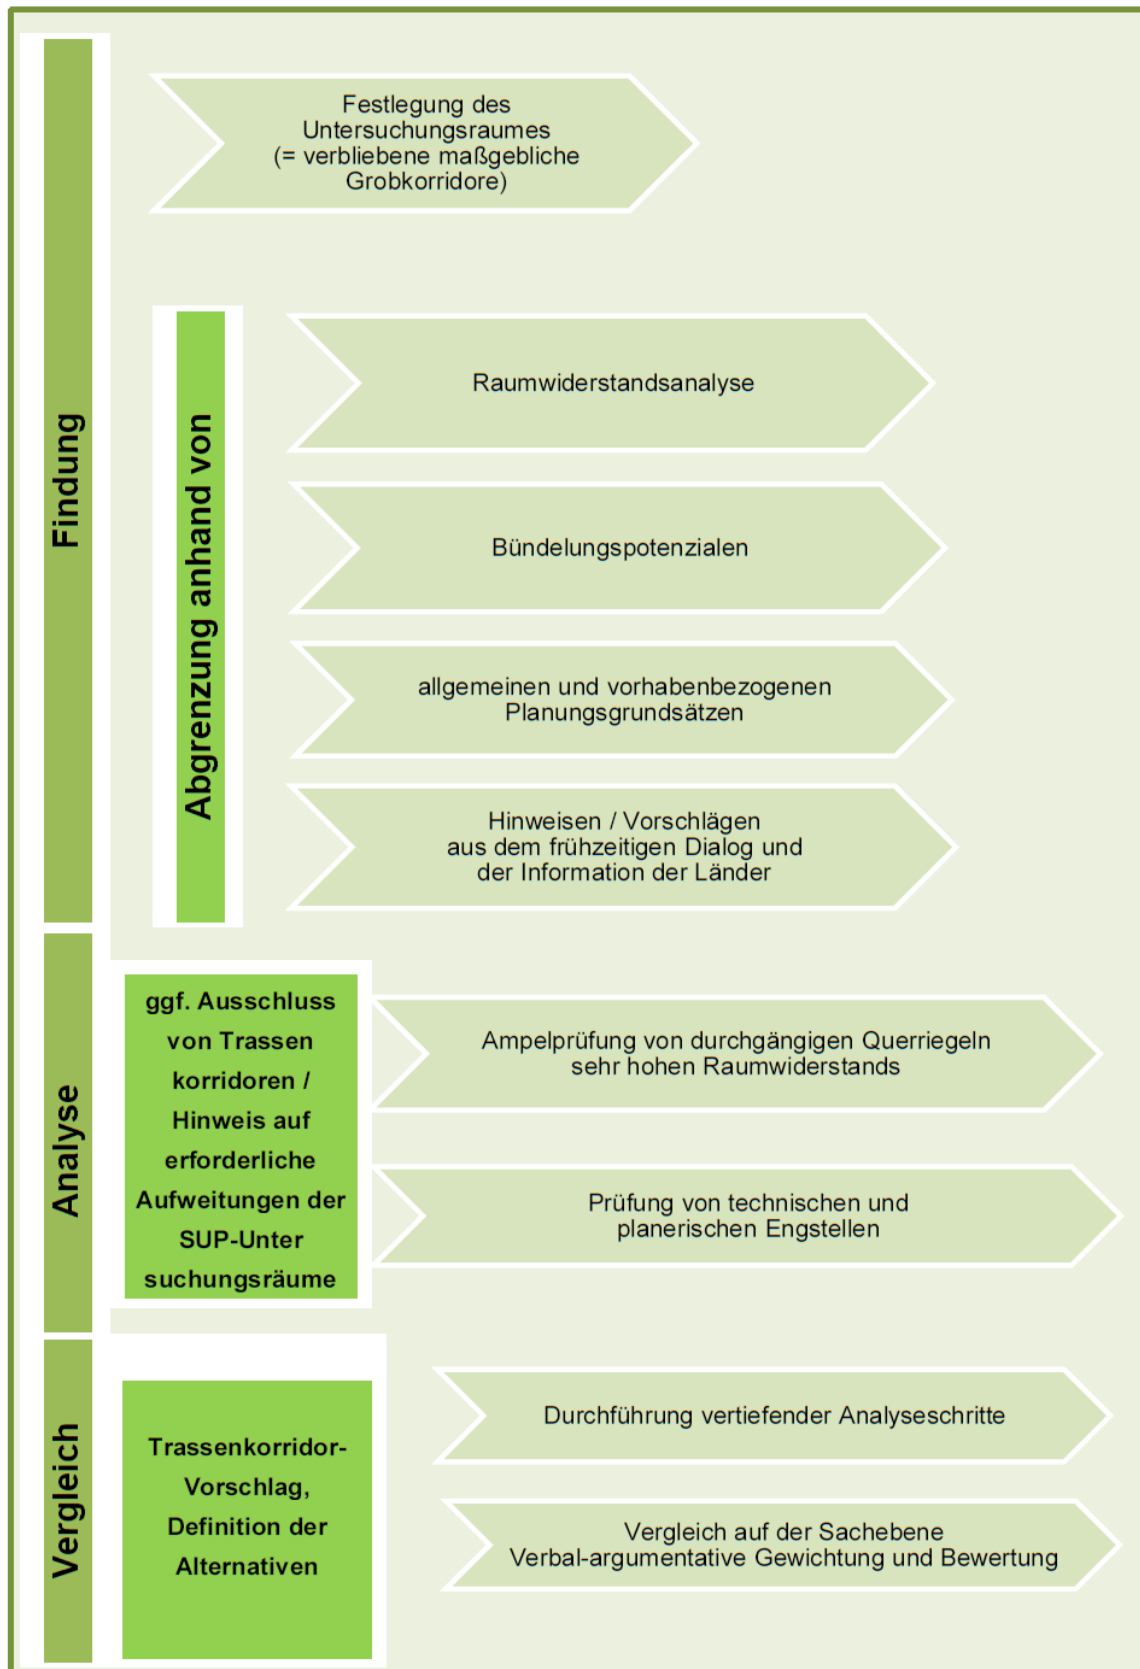 Findung
Festlegung des
Untersuchungsraumes
(= verbliebene maßgebliche
Grobkorridore)
Abgrenzung anhand von
Raumwiderstandsanalyse
Bündelungspotenzialen
allgemeinen und vorhabenbezogenen
Planungsgrundsätzen
Hinweisen / Vorschlägen
aus dem frühzeitigen Dialog und
der Information der Länder
Analyse
ggf. Ausschluss
von Trassen
korridoren /
Hinweis auf
erforderliche
Aufweitungen der
SUP-Unter
suchungsräume
Ampelprüfung von durchgängigen Querriegeln
sehr hohen Raumwiderstands
Prüfung von technischen und
planerischen Engstellen
Vergleich
Trassenkorridor-
Vorschlag,
Definition der
Alternativen
Durchführung vertiefender Analyseschritte
Vergleich auf der Sachebene
Verbal-argumentative Gewichtung und Bewertung